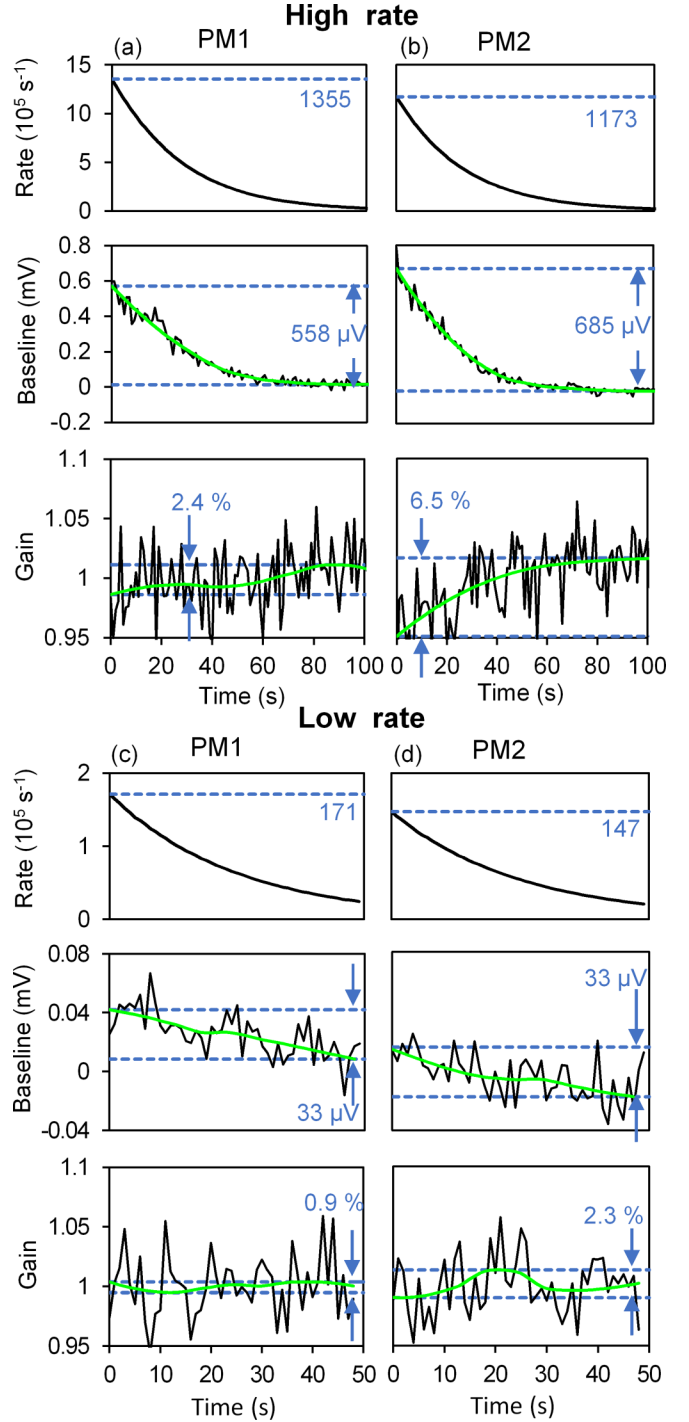 High rate
(a) PM1
(b) PM2
Rate (10⁵ s⁻¹)
15
10
5
0
1355
1173
Baseline (mV)
0.8
0.6
0.4
0.2
0
-0.2
558 µV
685 µV
Gain
1.1
1.05
1
0.95
2.4 %
6.5 %
0 20 40 60 80 100
0 20 40 60 80 100
Time (s)
Time (s)
Low rate
(c) PM1
(d) PM2
Rate (10⁵ s⁻¹)
2
1
0
171
147
Baseline (mV)
0.08
0.04
0
-0.04
33 µV
33 µV
Gain
1.1
1.05
1
0.95
0.9 %
2.3 %
0 10 20 30 40 50
0 10 20 30 40 50
Time (s)
Time (s)